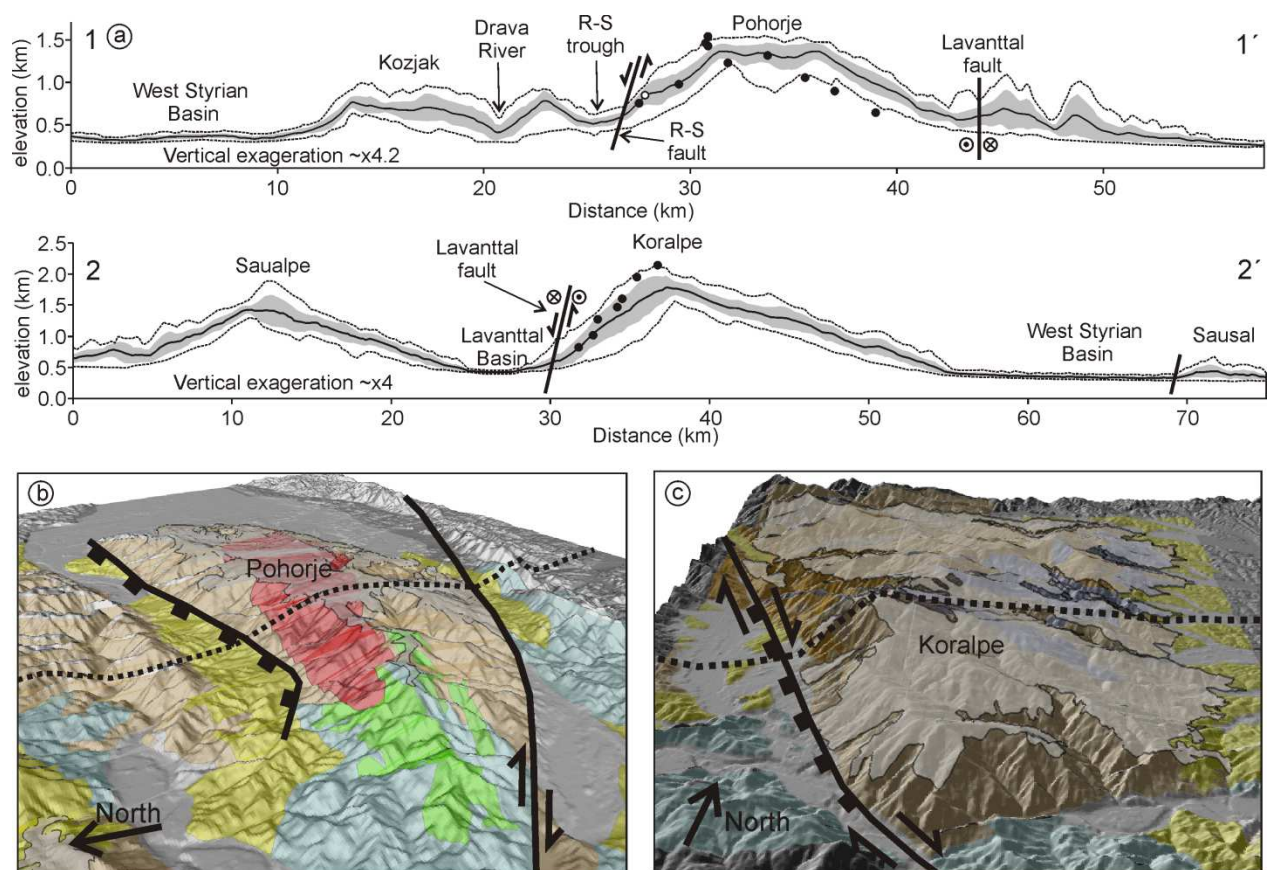 1 a
Kozjak
Drava
River
R-S
trough
Pohorje
Lavanttal
fault
1´
West Styrian
Basin
R-S
fault
Vertical exageration ~x4.2
elevation (km)
1.5
1.0
0.5
0.0
0 10 20 30 40 50
Distance (km)
2
Saualpe
Lavanttal
fault
Koralpe
2´
Lavanttal
Basin
West Styrian
Basin
Sausal
Vertical exageration ~x4
elevation (km)
2.5
2.0
1.5
1.0
0.5
0.0
0 10 20 30 40 50 60 70
Distance (km)
b
Pohorje
North
c
Koralpe
North